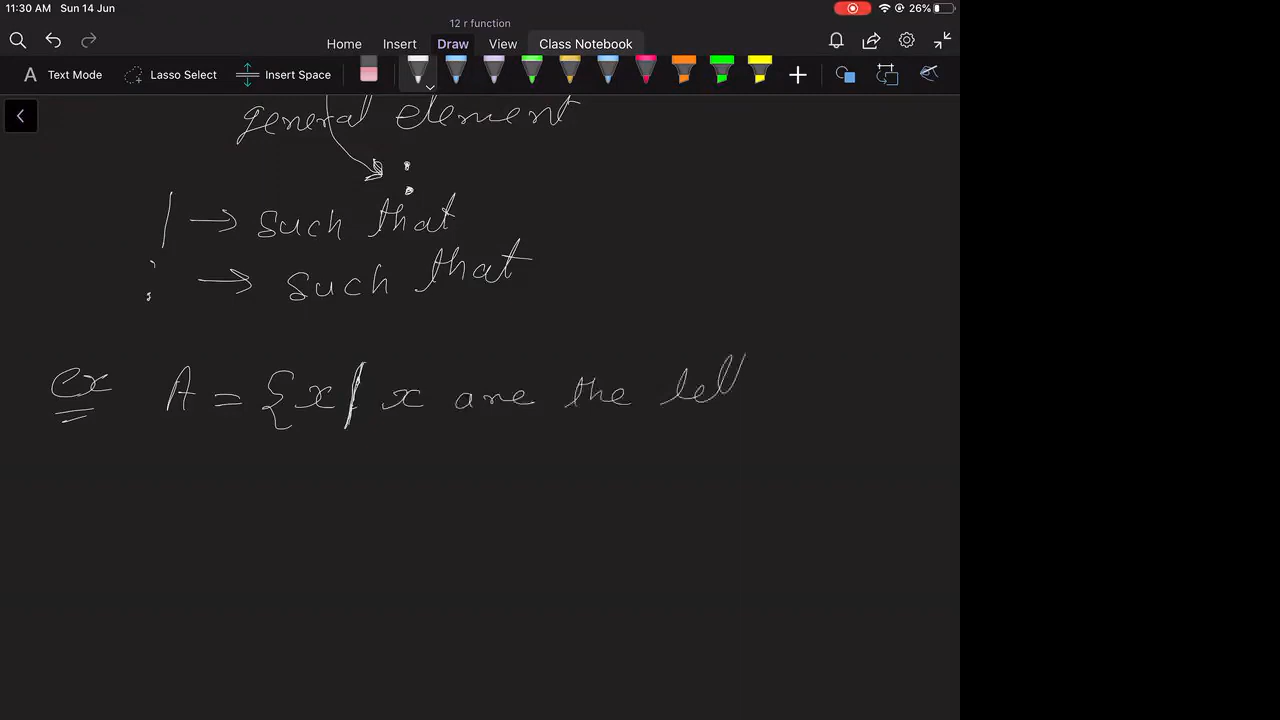 11:30 AM Sun 14 Jun
26%
12 r function
Home Insert Draw View Class Notebook
A Text Mode Lasso Select Insert Space
general element
:
| → such that
: → such that
ex A = {x | x are the